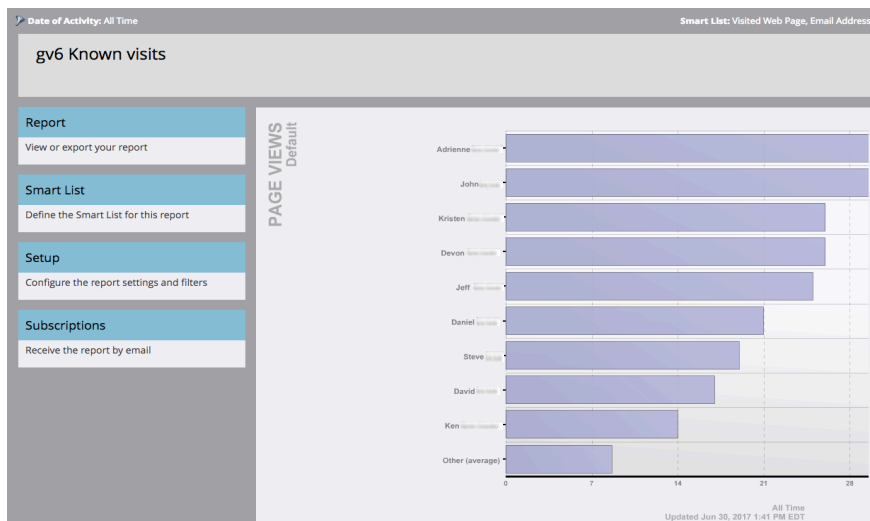 Date of Activity: All Time
Smart List: Visited Web Page, Email Address
gv6 Known visits
Report
View or export your report
Smart List
Define the Smart List for this report
Setup
Configure the report settings and filters
Subscriptions
Receive the report by email
PAGE VIEWS
Default
Adrienne
John
Kristen
Devon
Jeff
Daniel
Steve
David
Ken
Other (average)
0 7 14 21 28
All Time
Updated Jun 30, 2017 1:41 PM EDT